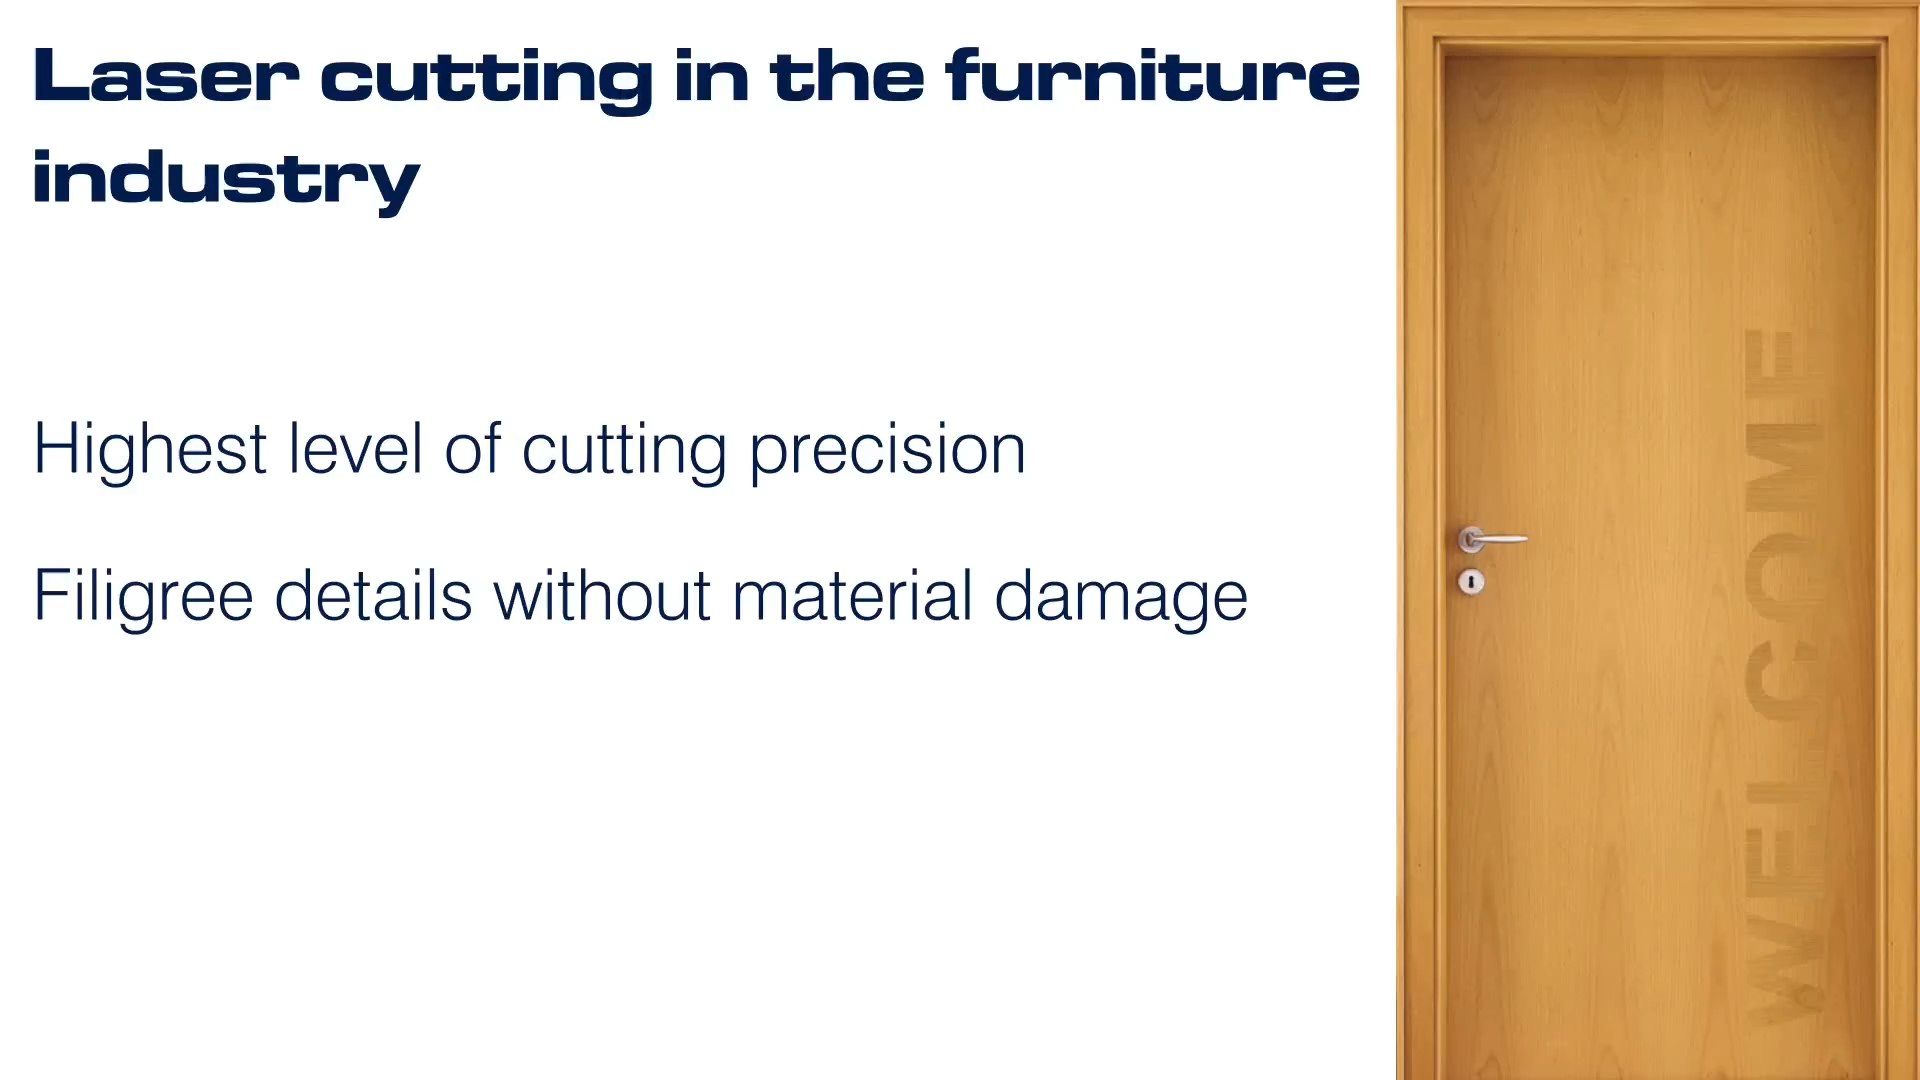 Laser cutting in the furniture
industry
Highest level of cutting precision
Filigree details without material damage
WELCOME